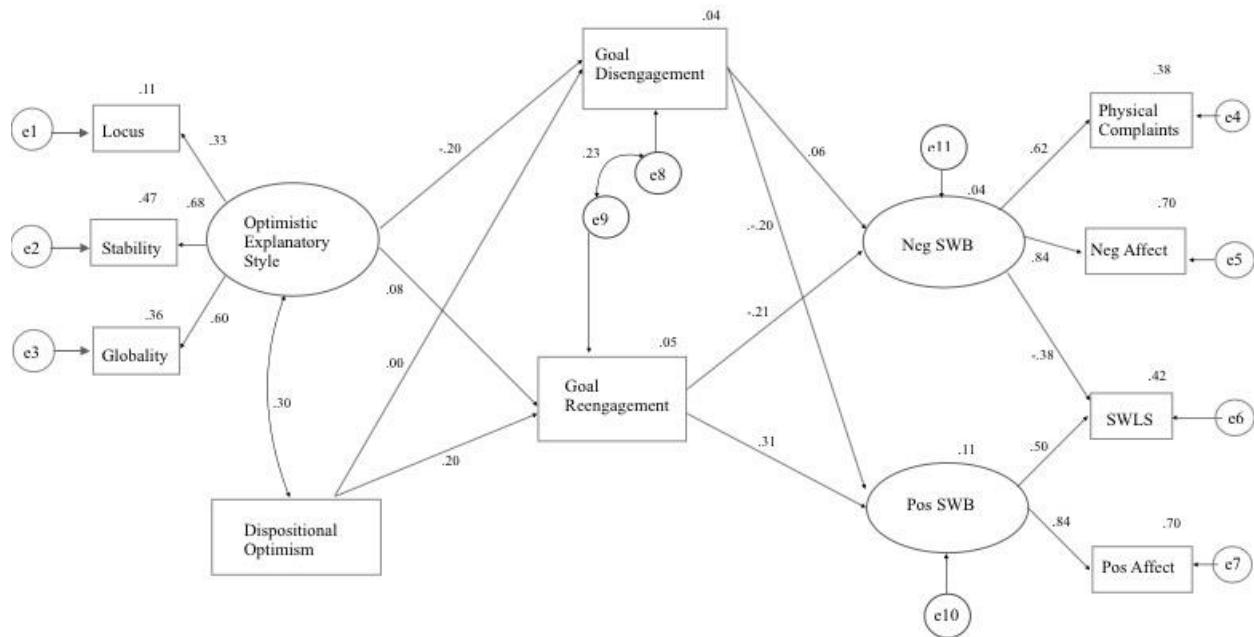 .04
Goal
Disengagement
.11
e1
Locus
.33
.38
Physical
Complaints
e4
-.20
.23
e8
e11
.62
.06
.04
.47
.68
e2
Stability
Optimistic
Explanatory
Style
e9
-.-20
Neg SWB
.70
.84
Neg Affect
e5
.08
.36
.60
e3
Globality
-.21
.00
.05
Goal
Reengagement
-.38
.42
SWLS
e6
.30
.20
.31
.11
.50
Dispositional
Optimism
Pos SWB
.84
.70
Pos Affect
e7
e10